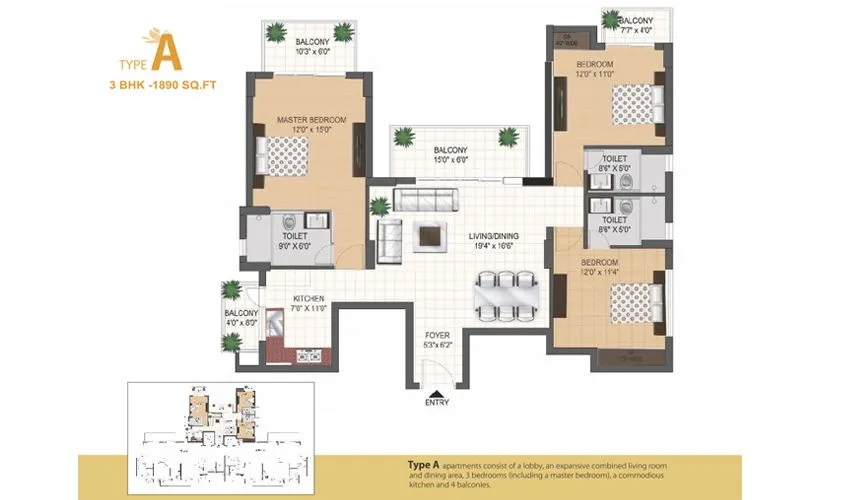 TYPE A
3 BHK -1890 SQ.FT
BALCONY
10'3" x 6'0"
BALCONY
7'7" x 4'0"
BEDROOM
12'0" x 11'0"
MASTER BEDROOM
12'0" x 15'0"
BALCONY
15'0" x 6'0"
TOILET
8'6" X 5'0"
TOILET
8'6" X 5'0"
TOILET
9'0" X 6'0"
LIVING/DINING
19'4" x 16'6"
BEDROOM
12'0" x 11'4"
KITCHEN
7'0" X 11'0"
BALCONY
4'0" x 8'0"
FOYER
5'3"x 6'2"
ENTRY
Type A apartments consist of a lobby, an expansive combined living room
and dining area, 3 bedrooms (including a master bedroom), a commodious
kitchen and 4 balconies.